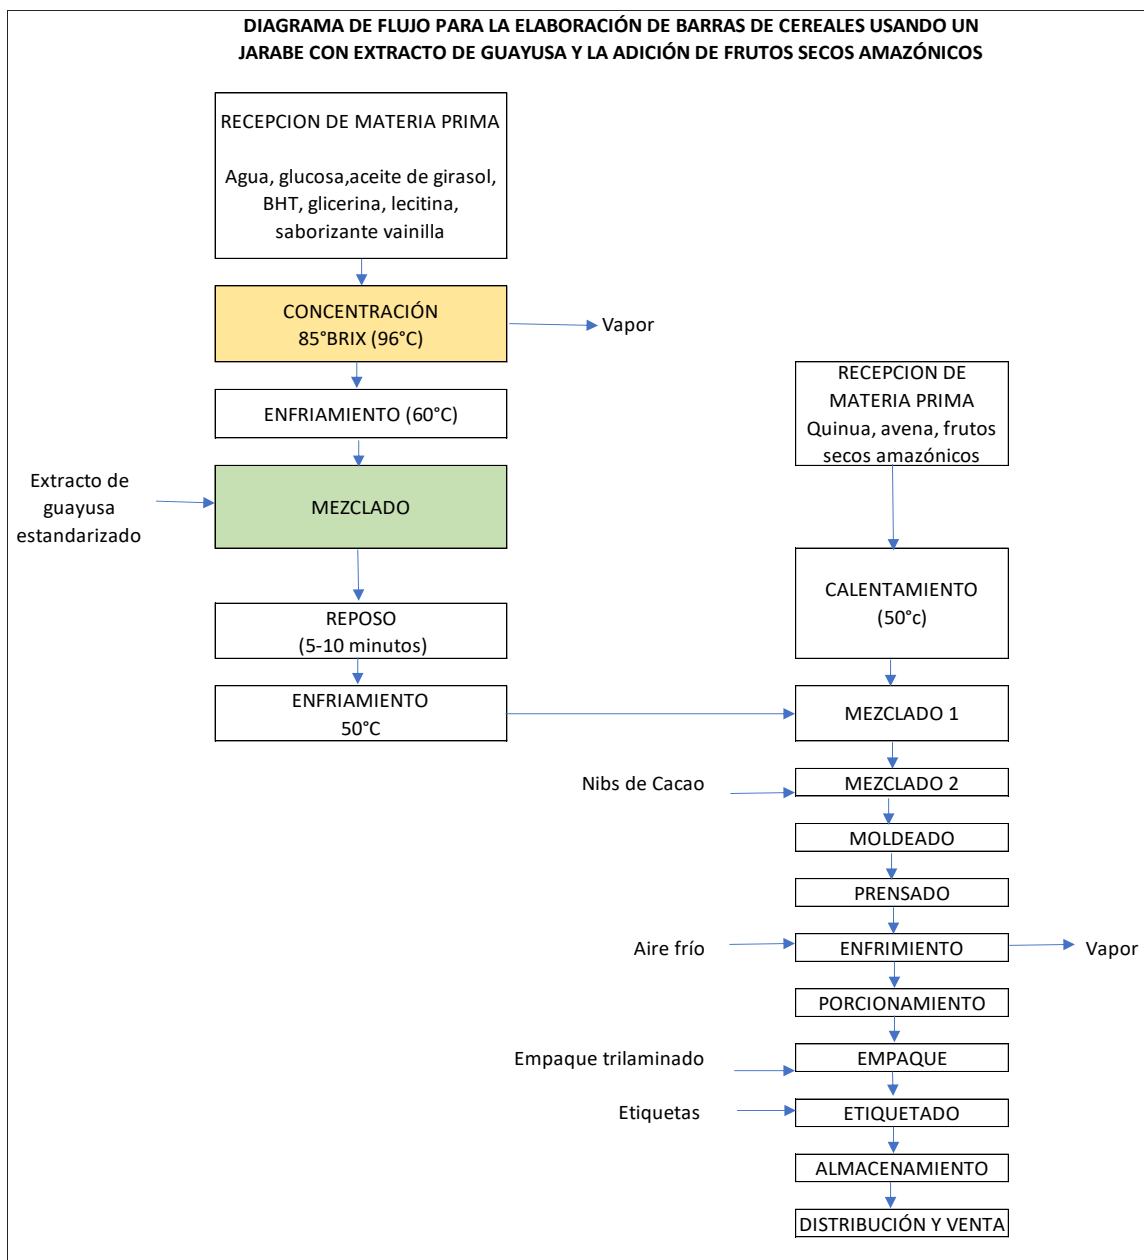 DIAGRAMA DE FLUJO PARA LA ELABORACIÓN DE BARRAS DE CEREALES USANDO UN
JARABE CON EXTRACTO DE GUAYUSA Y LA ADICIÓN DE FRUTOS SECOS AMAZÓNICOS
RECEPCION DE MATERIA PRIMA
Agua, glucosa,aceite de girasol,
BHT, glicerina, lecitina,
saborizante vainilla
CONCENTRACIÓN
85°BRIX (96°C)
Vapor
ENFRIAMIENTO (60°C)
Extracto de
guayusa
estandarizado
MEZCLADO
REPOSO
(5-10 minutos)
ENFRIAMIENTO
50°C
RECEPCION DE
MATERIA PRIMA
Quinua, avena, frutos
secos amazónicos
CALENTAMIENTO
(50°c)
MEZCLADO 1
Nibs de Cacao
MEZCLADO 2
MOLDEADO
PRENSADO
Aire frío
ENFRIMIENTO
Vapor
PORCIONAMIENTO
Empaque trilaminado
EMPAQUE
Etiquetas
ETIQUETADO
ALMACENAMIENTO
DISTRIBUCIÓN Y VENTA